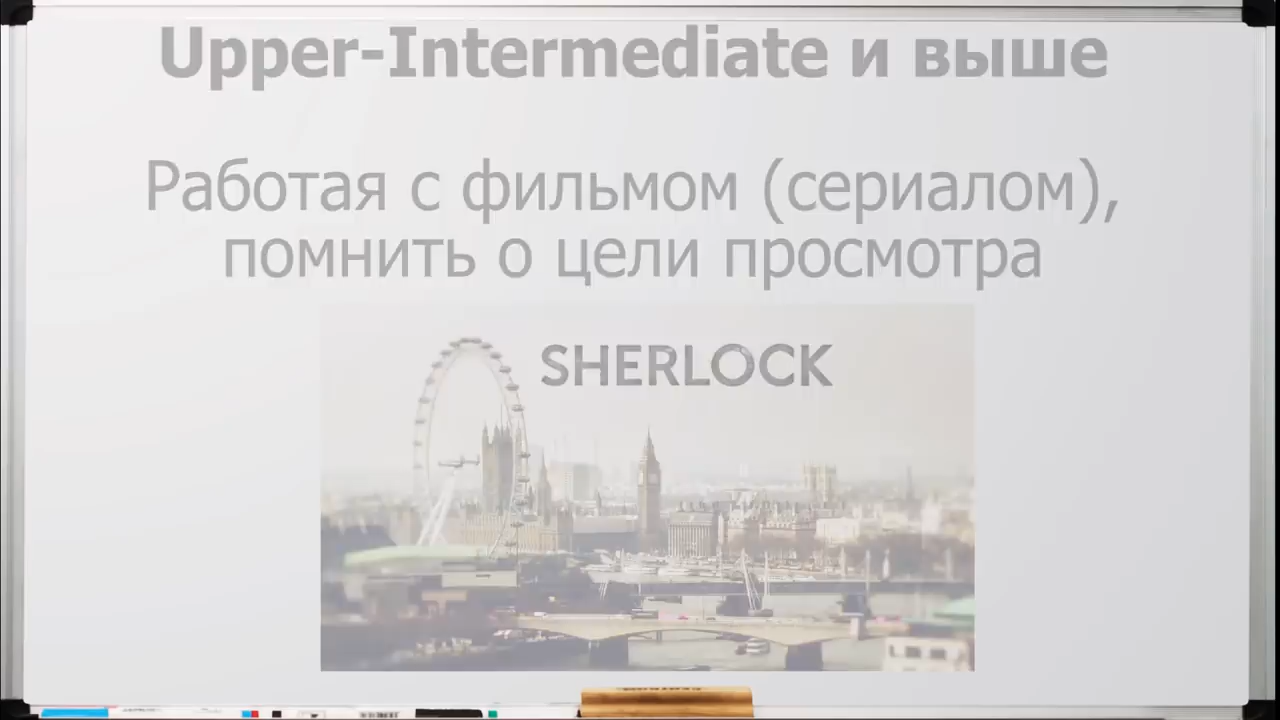 Upper-Intermediate и выше
Работая с фильмом (сериалом),
помнить о цели просмотра
SHERLOCK